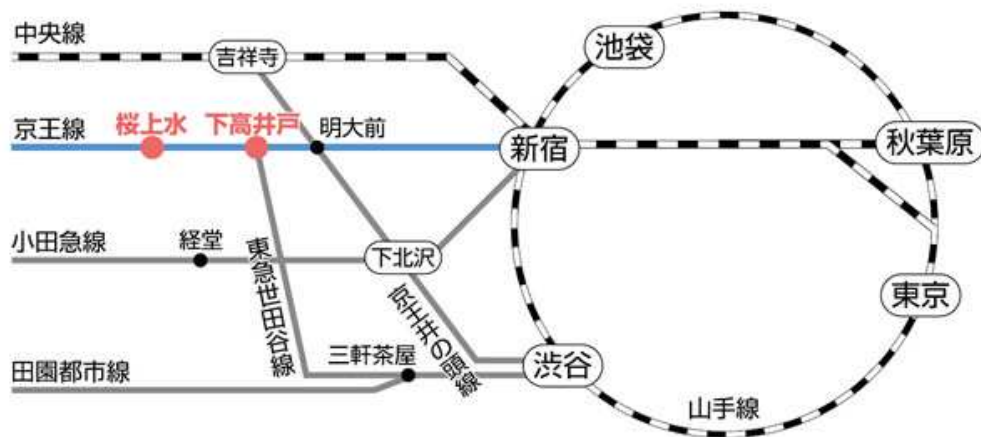 中央線
吉祥寺
池袋
京王線
桜上水
下高井戸
明大前
新宿
秋葉原
小田急線
経堂
下北沢
東急世田谷線
京王井の頭線
東京
田園都市線
三軒茶屋
渋谷
山手線